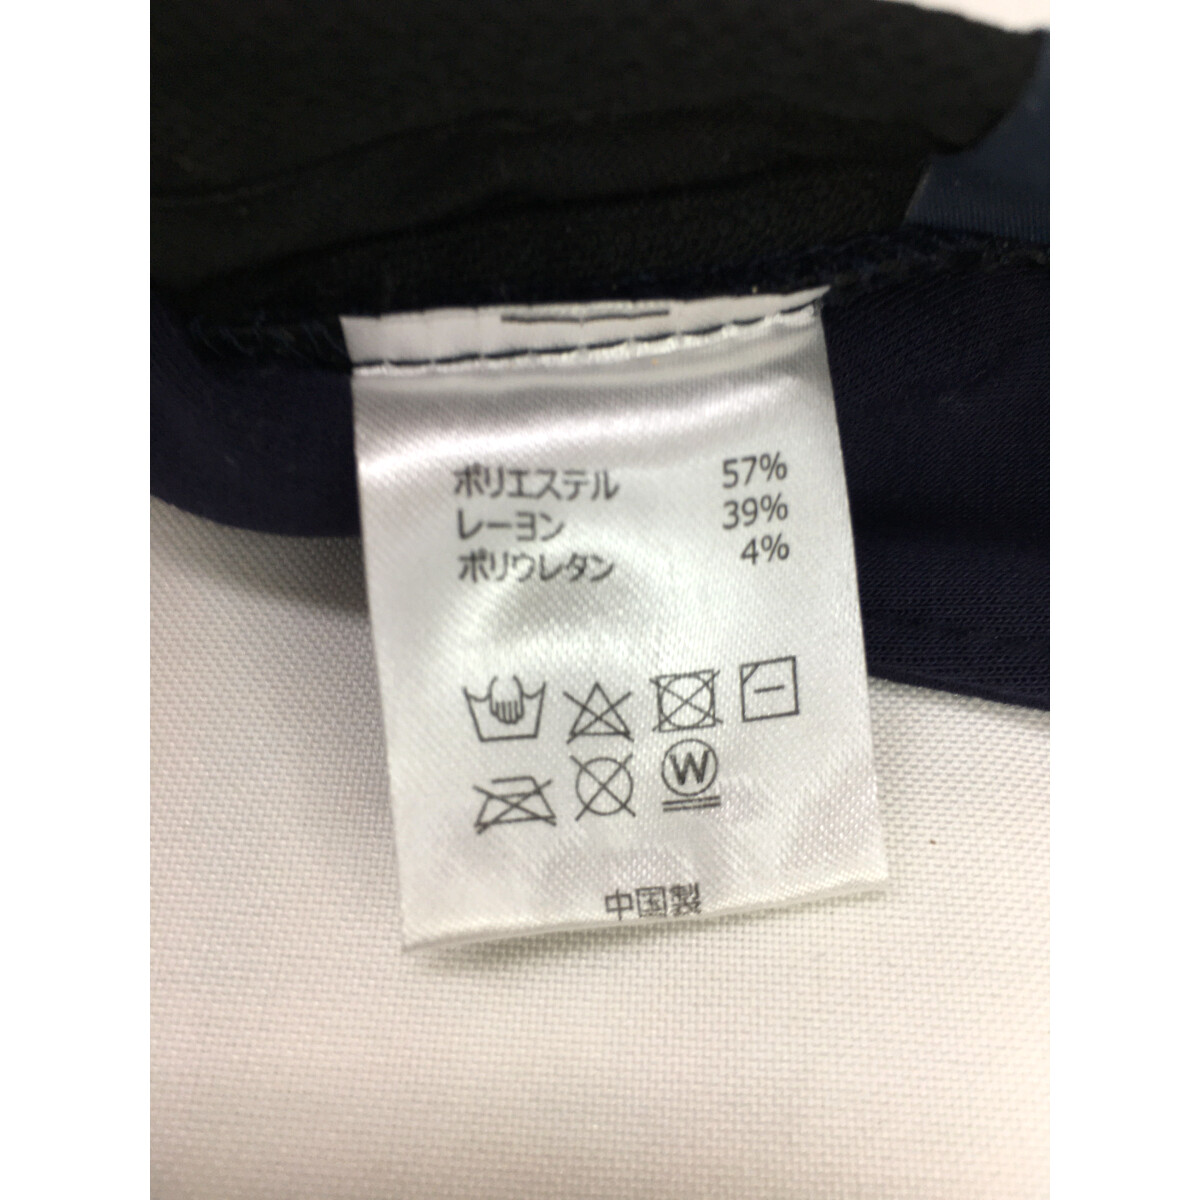 ポリエステル 57%
レーヨン 39%
ポリウレタン 4%
W
中国製